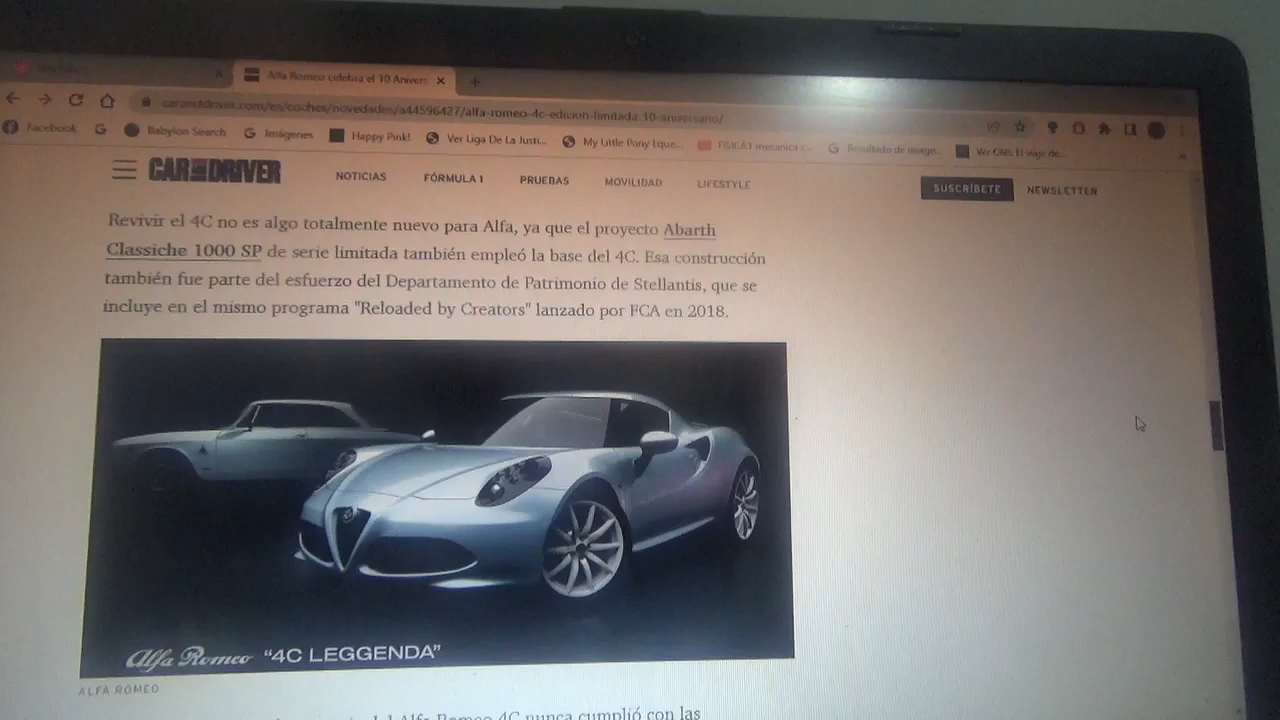 Alfa Romeo celebra el 10 Anivers
caranddriver.com/es/coches/novedades/a44596427/alfa-romeo-4c-edicion-limitada-10-aniversario/
Facebook
Babylon Search
Imágenes
Happy Pink!
Ver Liga De La Justi...
My Little Pony Eque...
FISICA1 mecanica c...
Resultado de image...
Ver Olé: El viaje de...
CAR AND DRIVER
NOTICIAS
FÓRMULA 1
PRUEBAS
MOVILIDAD
LIFESTYLE
SUSCRÍBETE
NEWSLETTER
Revivir el 4C no es algo totalmente nuevo para Alfa, ya que el proyecto Abarth
Classiche 1000 SP de serie limitada también empleó la base del 4C. Esa construcción
también fue parte del esfuerzo del Departamento de Patrimonio de Stellantis, que se
incluye en el mismo programa "Reloaded by Creators" lanzado por FCA en 2018.
Alfa Romeo "4C LEGGENDA"
ALFA ROMEO
del Alfa Romeo 4C nunca cumplió con las